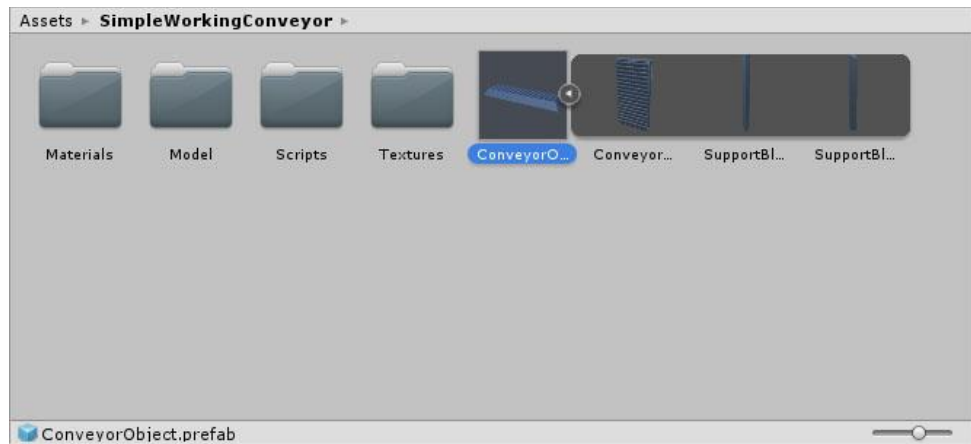 Assets ▸ SimpleWorkingConveyor ▸
Materials Model Scripts Textures ConveyorO... Conveyor... SupportBl... SupportBl...
ConveyorObject.prefab